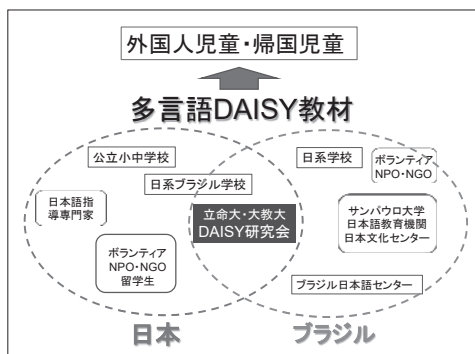 外国人児童・帰国児童
多言語DAISY教材
公立小中学校
日系学校
ボランティア
NPO・NGO
日系ブラジル学校
日本語指
導専門家
立命大・大教大
DAISY研究会
サンパウロ大学
日本語教育機関
日本文化センター
ボランティア
NPO・NGO
留学生
ブラジル日本語センター
日本
ブラジル